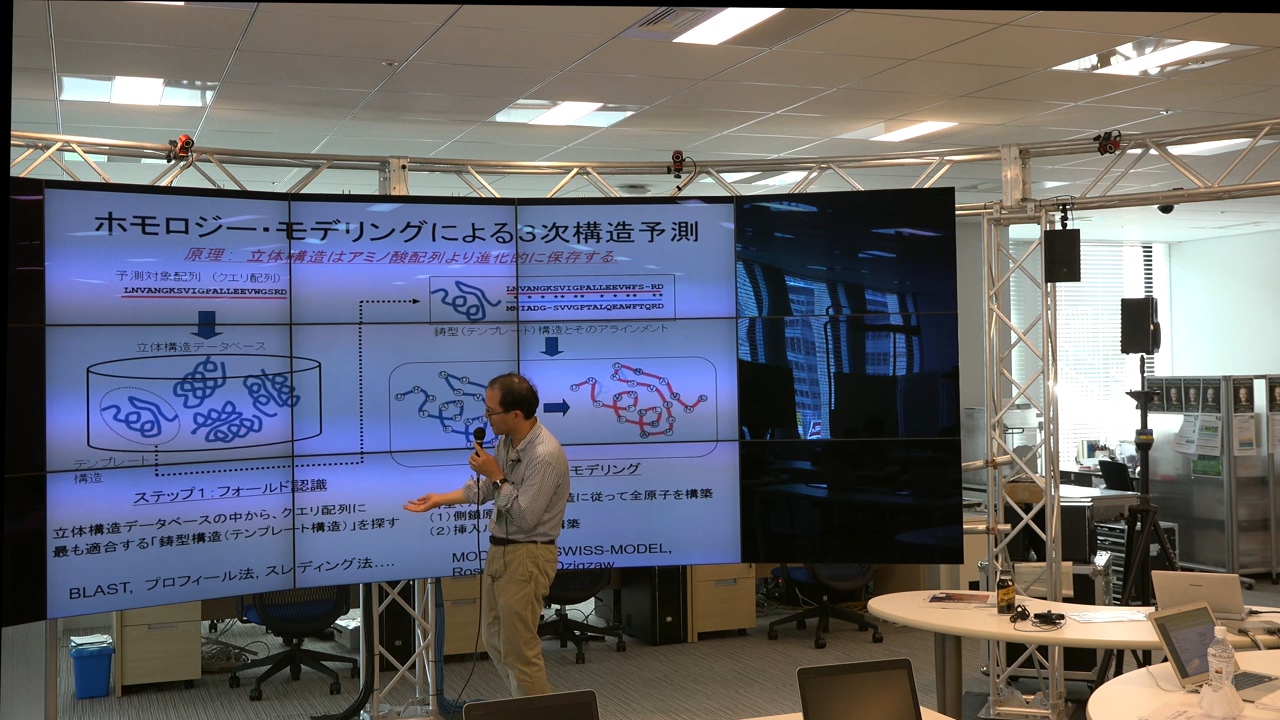 ホモロジー・モデリングによる3次構造予測
原理： 立体構造はアミノ酸配列より進化的に保存する
予測対象配列 （クエリ配列）
LNVANGKSVIGPALLEEVWGSRD
立体構造データベース
テンプレート
構造
LNVANGKSVIGPALLEEVWFS-RD
MNIADG-SVVGPTALQEAWFTQRD
鋳型（テンプレート）構造とそのアラインメント
ステップ1：フォールド認識
立体構造データベースの中から、クエリ配列に
最も適合する「鋳型構造（テンプレート構造）」を探す
BLAST, プロフィール法, スレディング法....
モデリング
に従って全原子を構築
（1）側鎖
（2）挿入
構築
SWISS-MODEL,